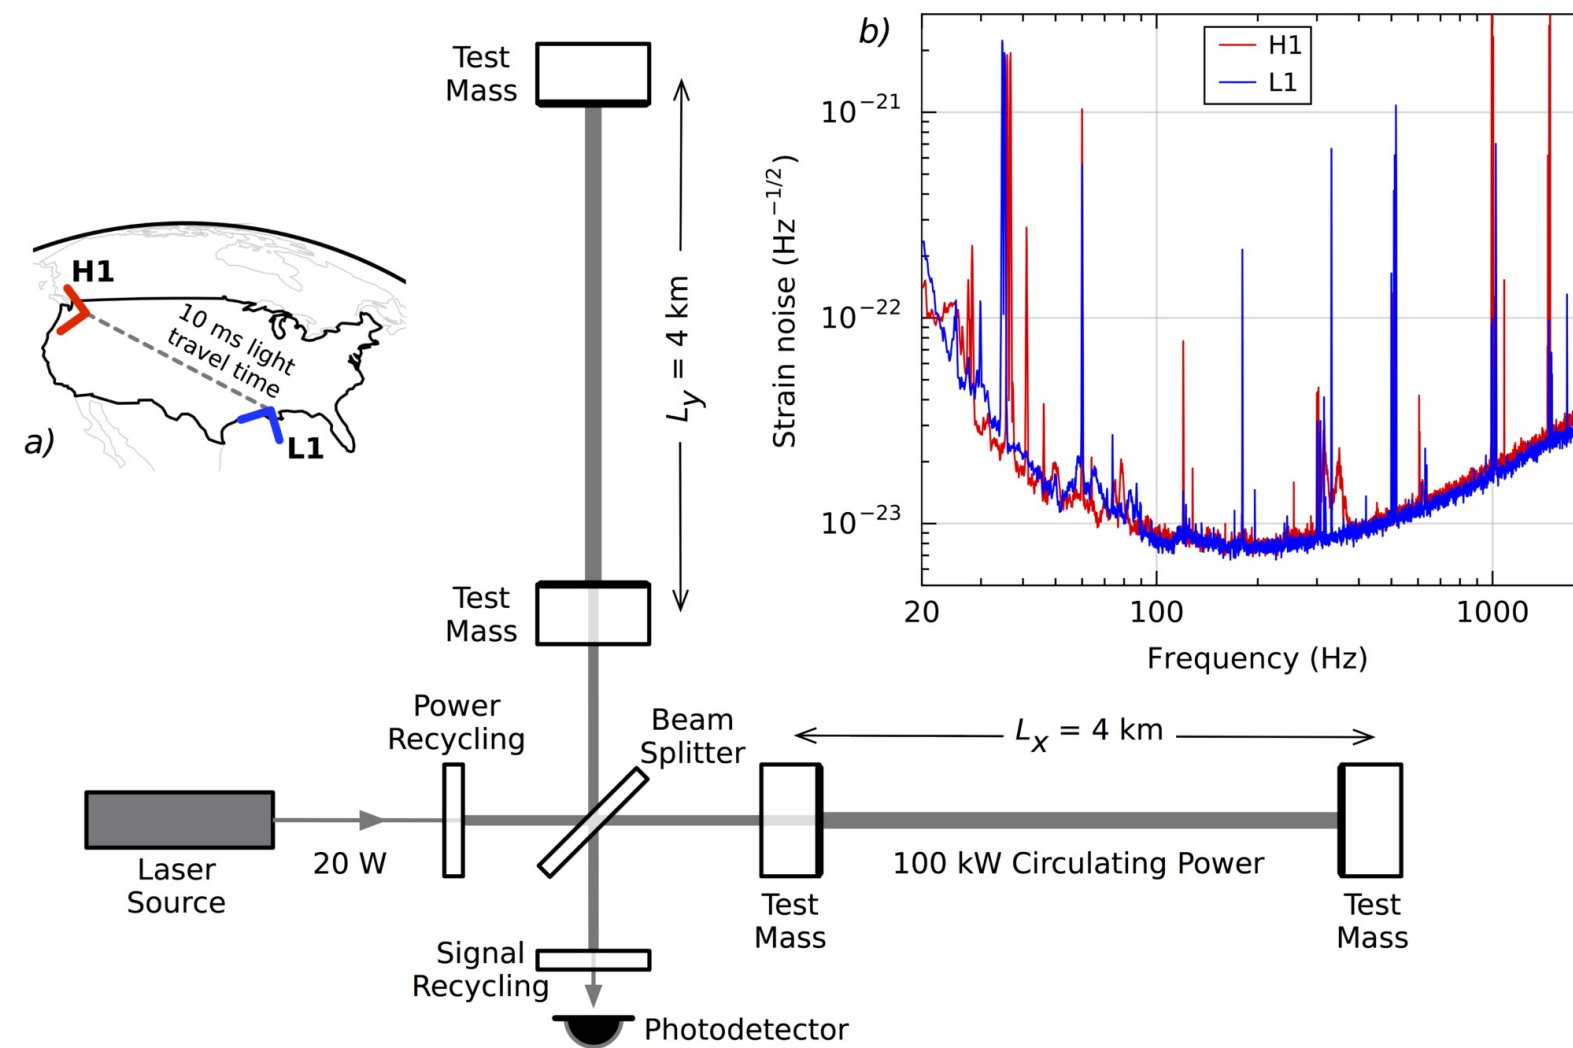 a)
H1
10 ms light
travel time
L1
Test
Mass
L_y = 4 km
Test
Mass
Power
Recycling
Beam
Splitter
L_x = 4 km
Laser
Source
20 W
100 kW Circulating Power
Test
Mass
Test
Mass
Signal
Recycling
Photodetector
b)
H1
L1
Strain noise (Hz^{-1/2})
10^{-21}
10^{-22}
10^{-23}
20
100
1000
Frequency (Hz)